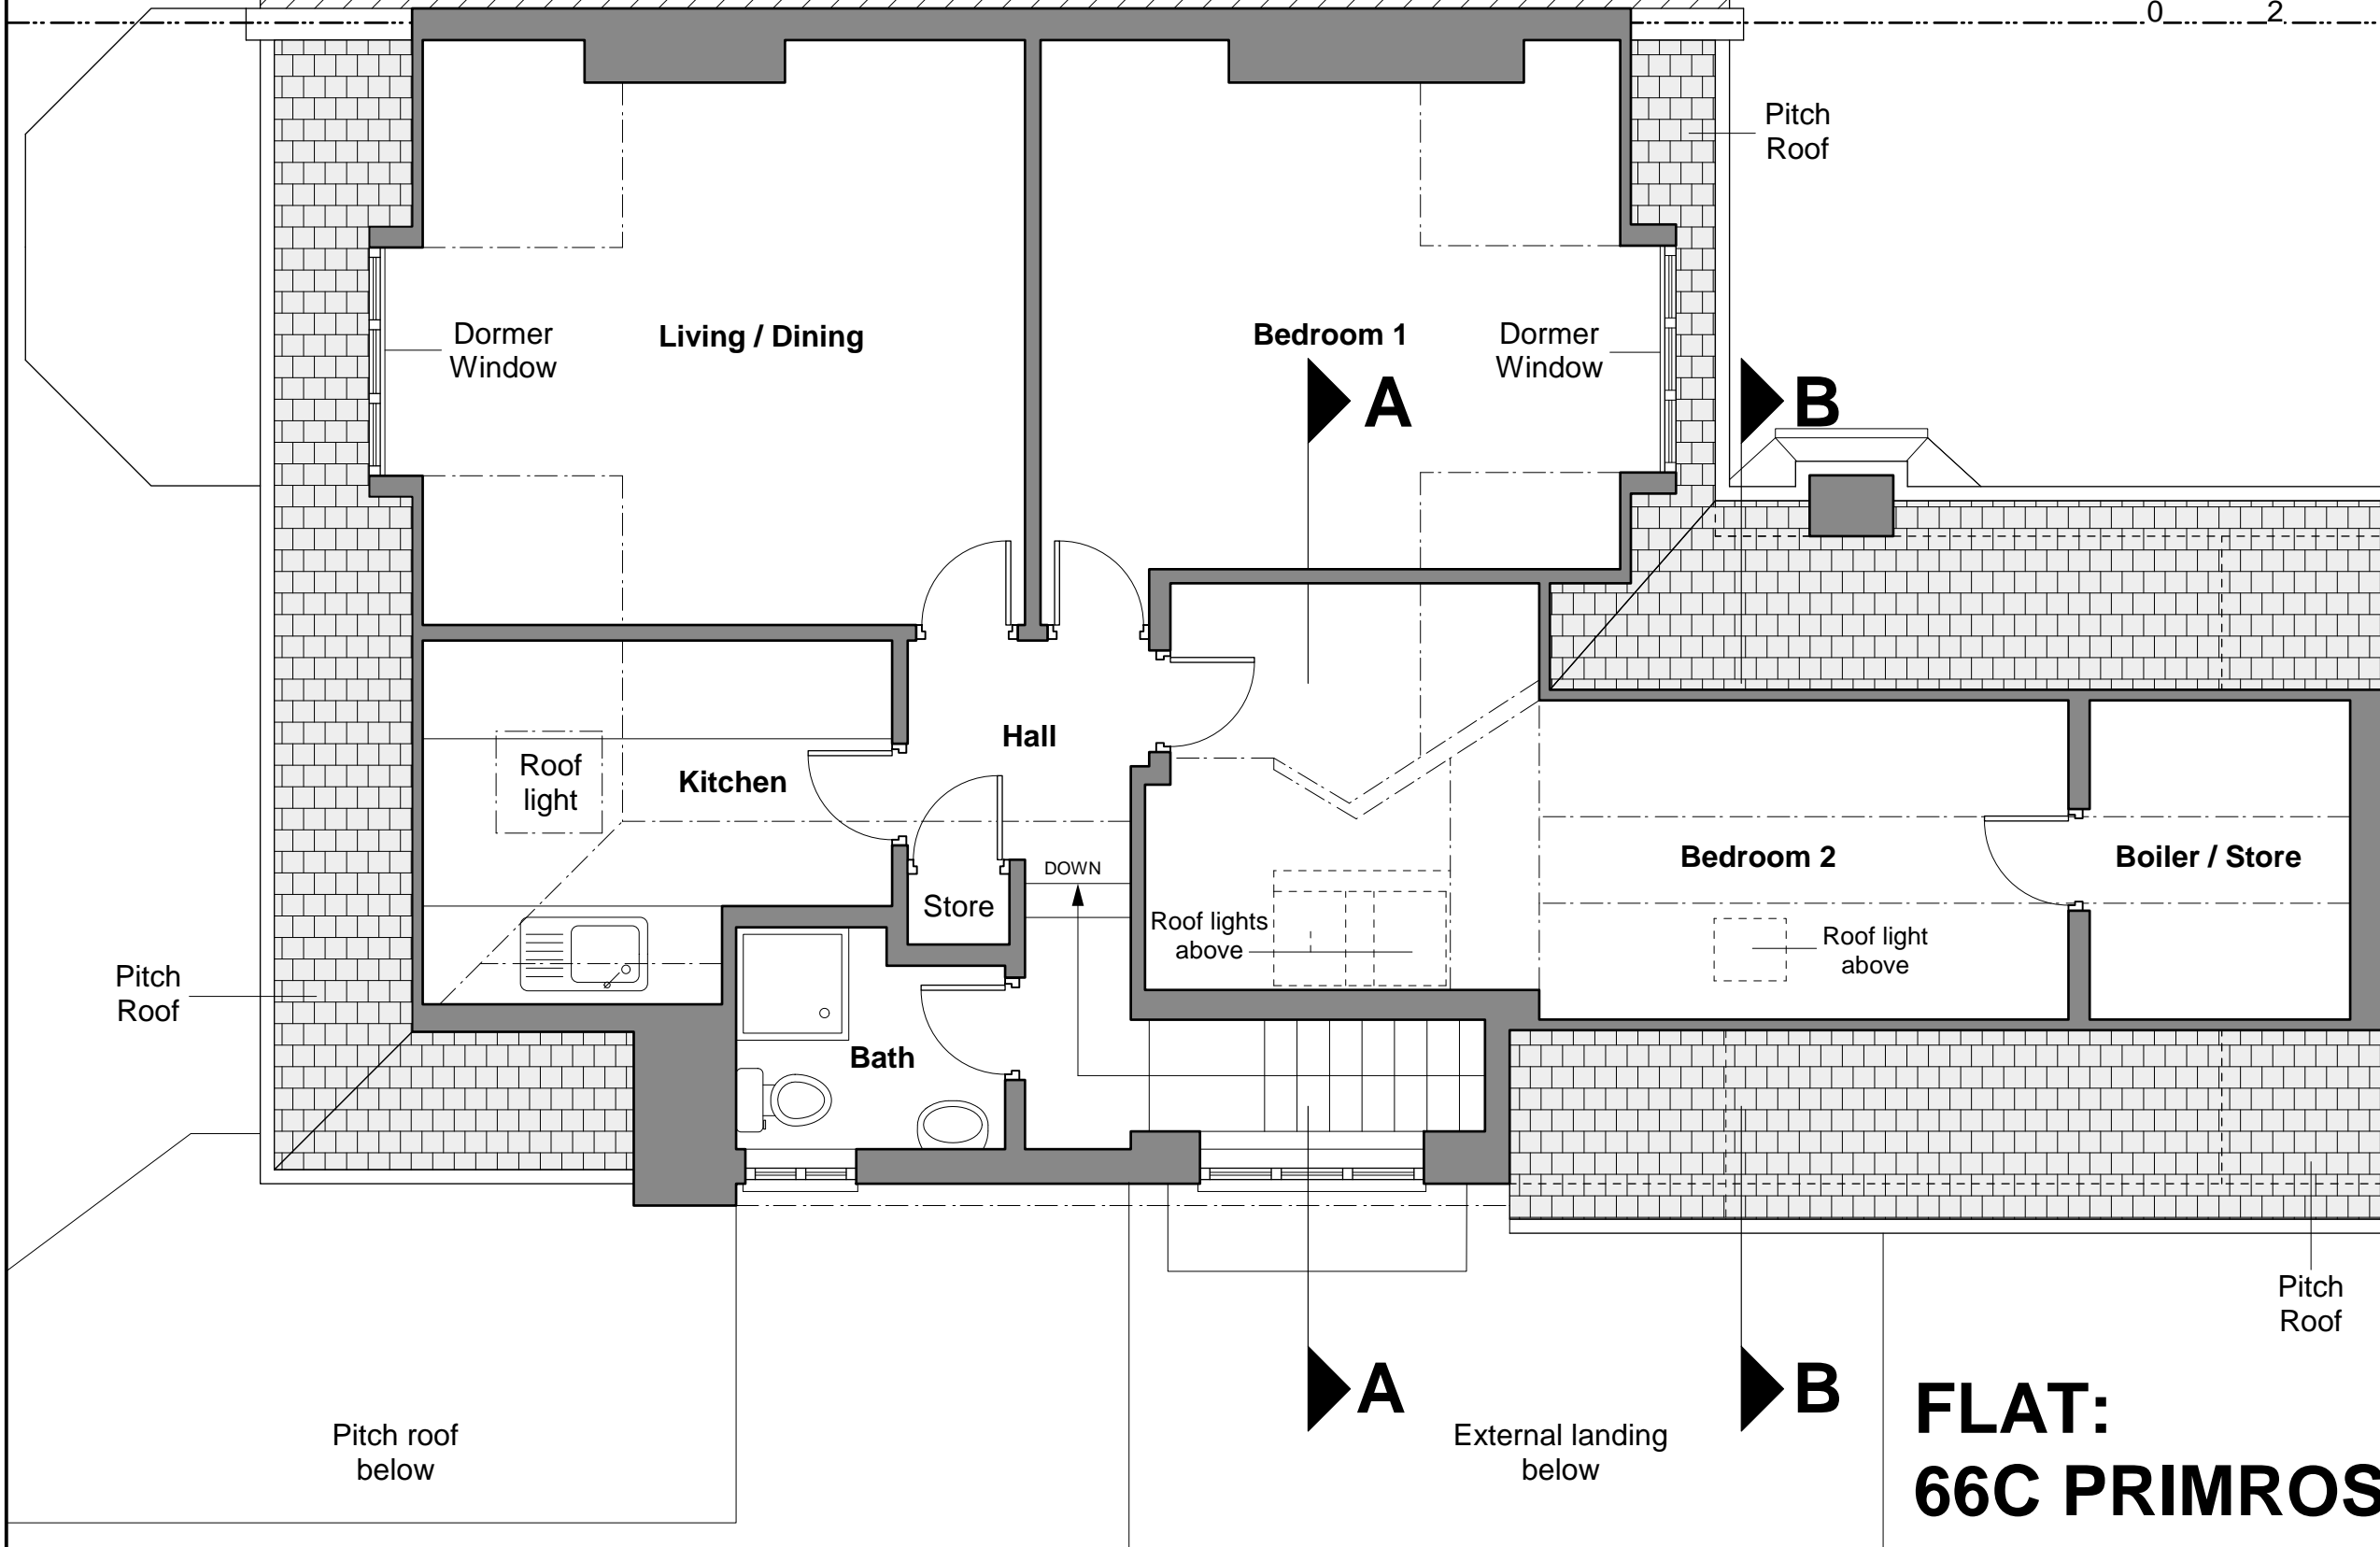 0 2
Pitch
Roof
Dormer
Window
Living / Dining
Bedroom 1
Dormer
Window
A
B
Hall
Roof
light
Kitchen
DOWN
Bedroom 2
Boiler / Store
Store
Roof lights
above
Roof light
above
Pitch
Roof
Bath
Pitch
Roof
A
B
FLAT:
66C PRIMROS
Pitch roof
below
External landing
below